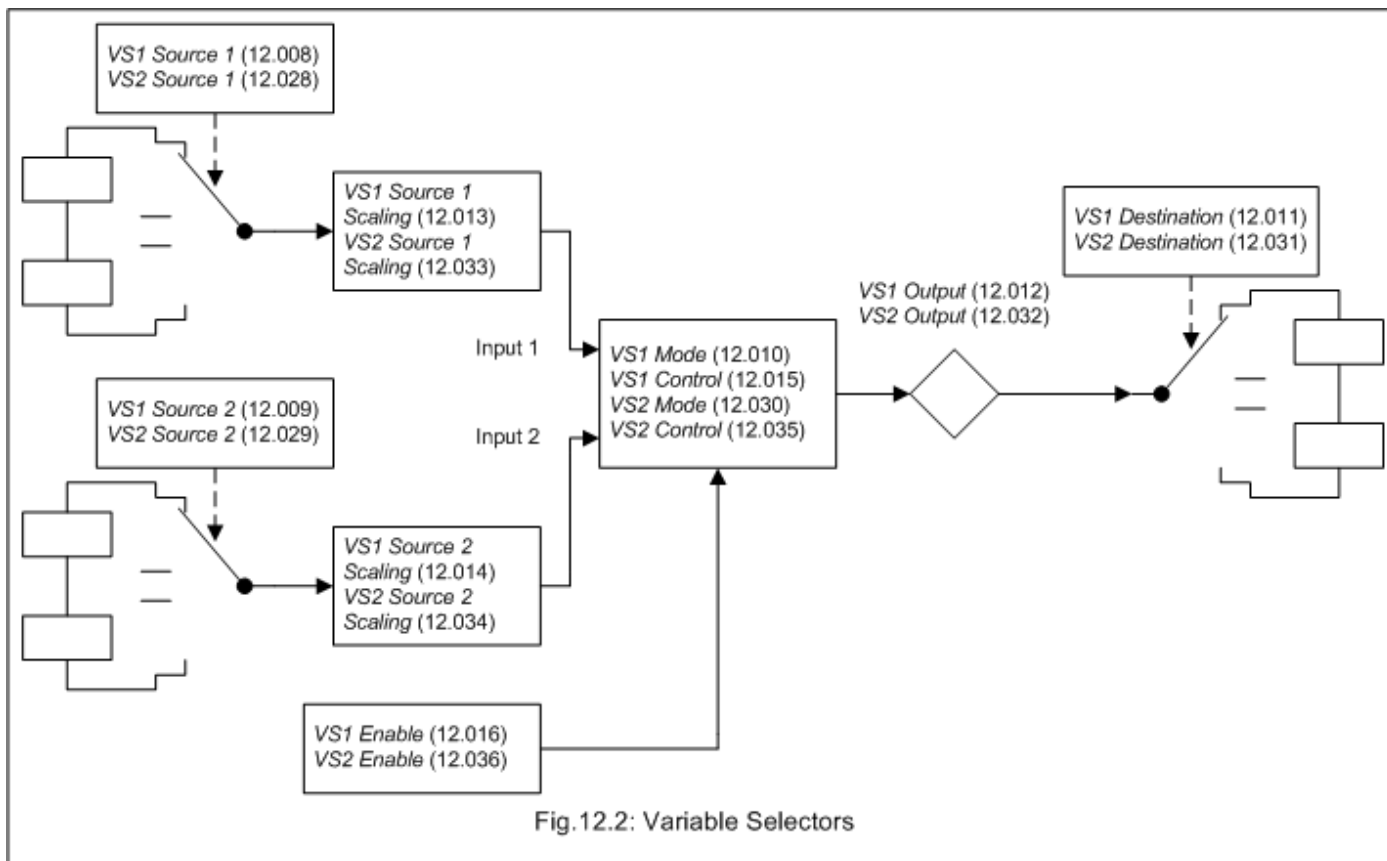 VS1 Source 1 (12.008)
VS2 Source 1 (12.028)
VS1 Source 1
Scaling (12.013)
VS2 Source 1
Scaling (12.033)
VS1 Destination (12.011)
VS2 Destination (12.031)
VS1 Output (12.012)
VS2 Output (12.032)
Input 1
VS1 Mode (12.010)
VS1 Control (12.015)
VS2 Mode (12.030)
VS2 Control (12.035)
VS1 Source 2 (12.009)
VS2 Source 2 (12.029)
Input 2
VS1 Source 2
Scaling (12.014)
VS2 Source 2
Scaling (12.034)
VS1 Enable (12.016)
VS2 Enable (12.036)
Fig.12.2: Variable Selectors